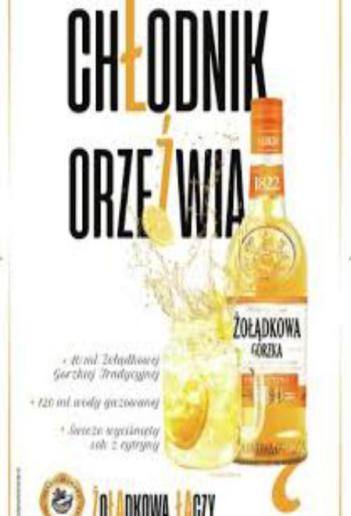 CHŁODNIK
ORZEŹWIA
1822
ŻOŁĄDKOWA
GORZKA
• 40 ml Żołądkowej
Gorzkiej Tradycyjnej
• 120 ml wody gazowanej
• Świeżo wyciśnięty
sok z cytryny
ŻOŁĄDKOWA ŁĄCZY